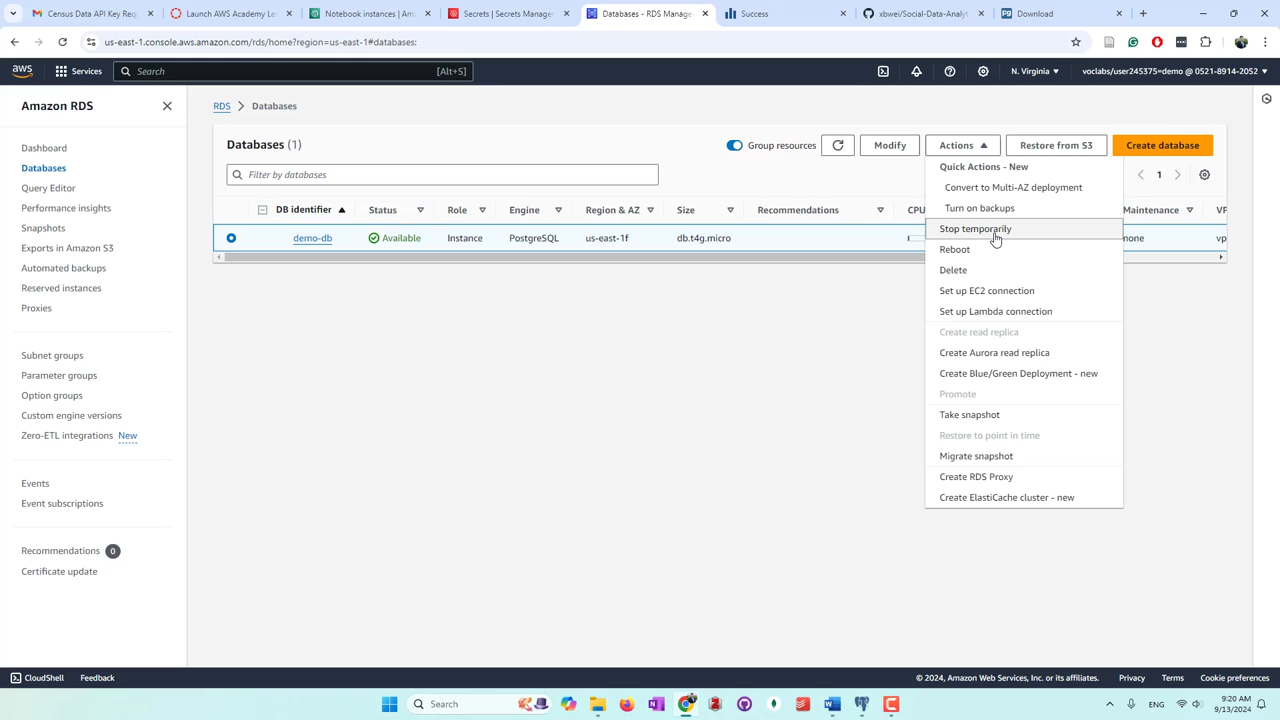 Census Data API Key Requ
Launch AWS Academy Le
Notebook instances | Am
Secrets | Secrets Manager
Databases - RDS Manage
Success
xbwei/Social-Data-Analyt
Download
us-east-1.console.aws.amazon.com/rds/home?region=us-east-1#databases:
aws
Services
Search
[Alt+S]
N. Virginia
voclabs/user245375=demo @ 0521-8914-2052
Amazon RDS
Dashboard
Databases
Query Editor
Performance insights
Snapshots
Exports in Amazon S3
Automated backups
Reserved instances
Proxies
Subnet groups
Parameter groups
Option groups
Custom engine versions
Zero-ETL integrations New
Events
Event subscriptions
Recommendations 0
Certificate update
RDS > Databases
Databases (1)
Group resources
Modify
Actions
Restore from S3
Create database
Filter by databases
1
DB identifier
Status
Role
Engine
Region & AZ
Size
Recommendations
CPU
Maintenance
VP
demo-db
Available
Instance
PostgreSQL
us-east-1f
db.t4g.micro
none
vp
Quick Actions - New
Convert to Multi-AZ deployment
Turn on backups
Stop temporarily
Reboot
Delete
Set up EC2 connection
Set up Lambda connection
Create read replica
Create Aurora read replica
Create Blue/Green Deployment - new
Promote
Take snapshot
Restore to point in time
Migrate snapshot
Create RDS Proxy
Create ElastiCache cluster - new
CloudShell
Feedback
© 2024, Amazon Web Services, Inc. or its affiliates.
Privacy
Terms
Cookie preferences
Search
ENG
9:20 AM
9/13/2024